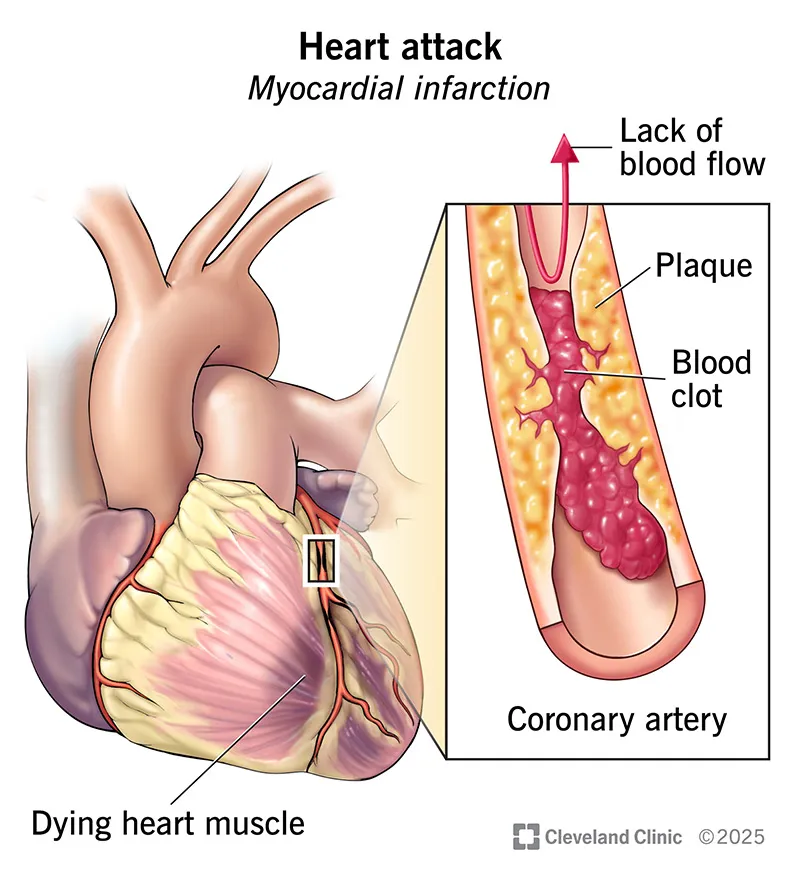 Heart attack
Myocardial infarction
Lack of
blood flow
Plaque
Blood
clot
Coronary artery
Dying heart muscle
Cleveland Clinic ©2025